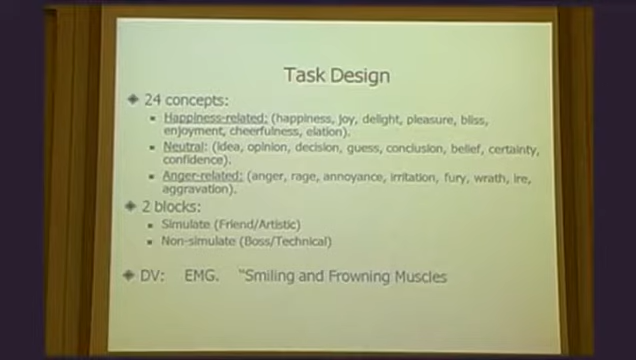 Task Design
24 concepts:
Happiness-related: (happiness, joy, delight, pleasure, bliss,
enjoyment, cheerfulness, elation).
Neutral: (idea, opinion, decision, guess, conclusion, belief, certainty,
confidence).
Anger-related: (anger, rage, annoyance, irritation, fury, wrath, ire,
aggravation).
2 blocks:
Simulate (Friend/Artistic)
Non-simulate (Boss/Technical)
DV: EMG. "Smiling and Frowning Muscles